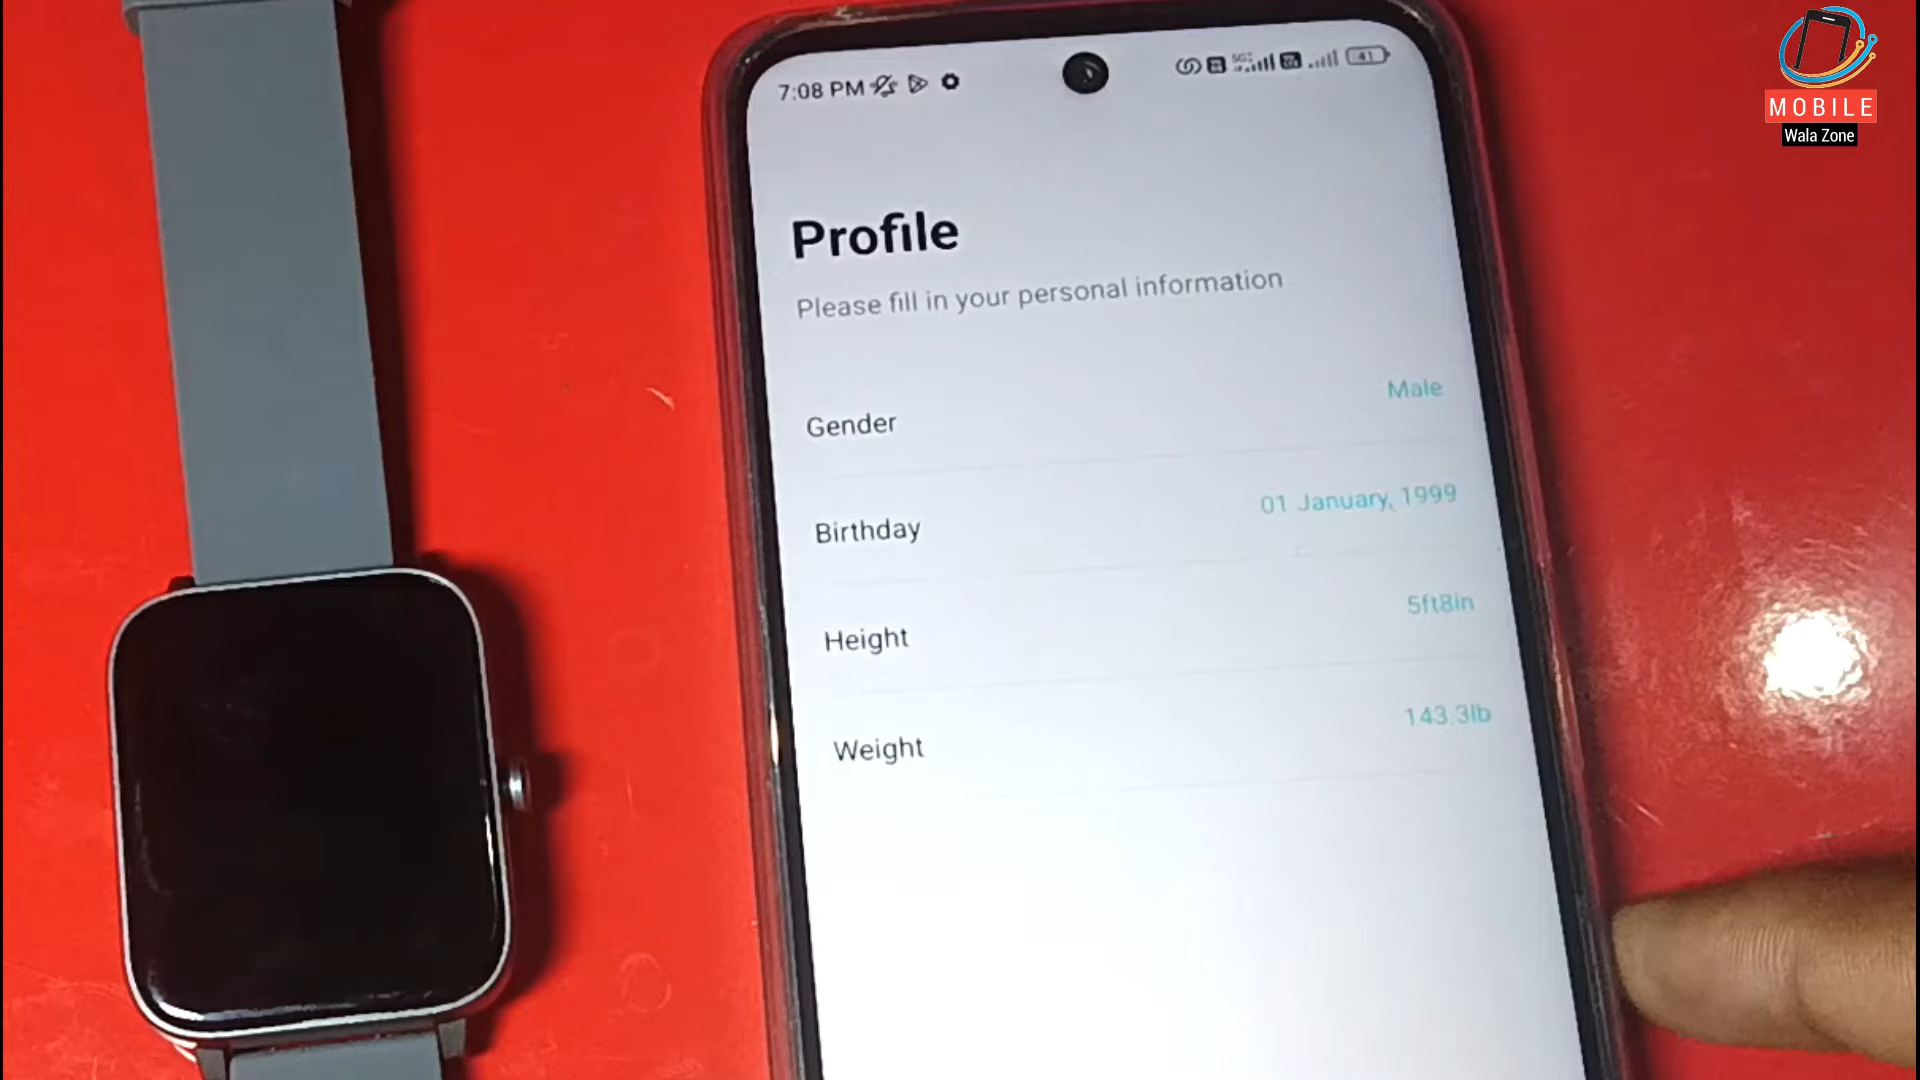 7:08 PM
41
Profile
Please fill in your personal information
Gender Male
Birthday 01 January, 1999
Height 5ft8in
Weight 143.3lb
MOBILE
Wala Zone